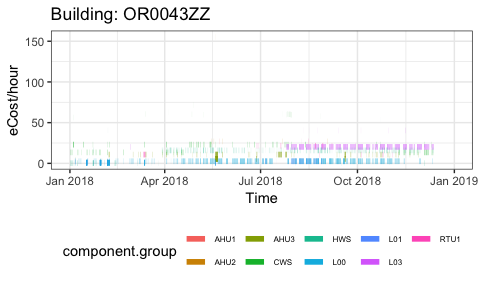 Building: OR0043ZZ
eCost/hour
150
100
50
0
Jan 2018 Apr 2018 Jul 2018 Oct 2018 Jan 2019
Time
component.group
AHU1 AHU3 HWS L01 RTU1
AHU2 CWS L00 L03